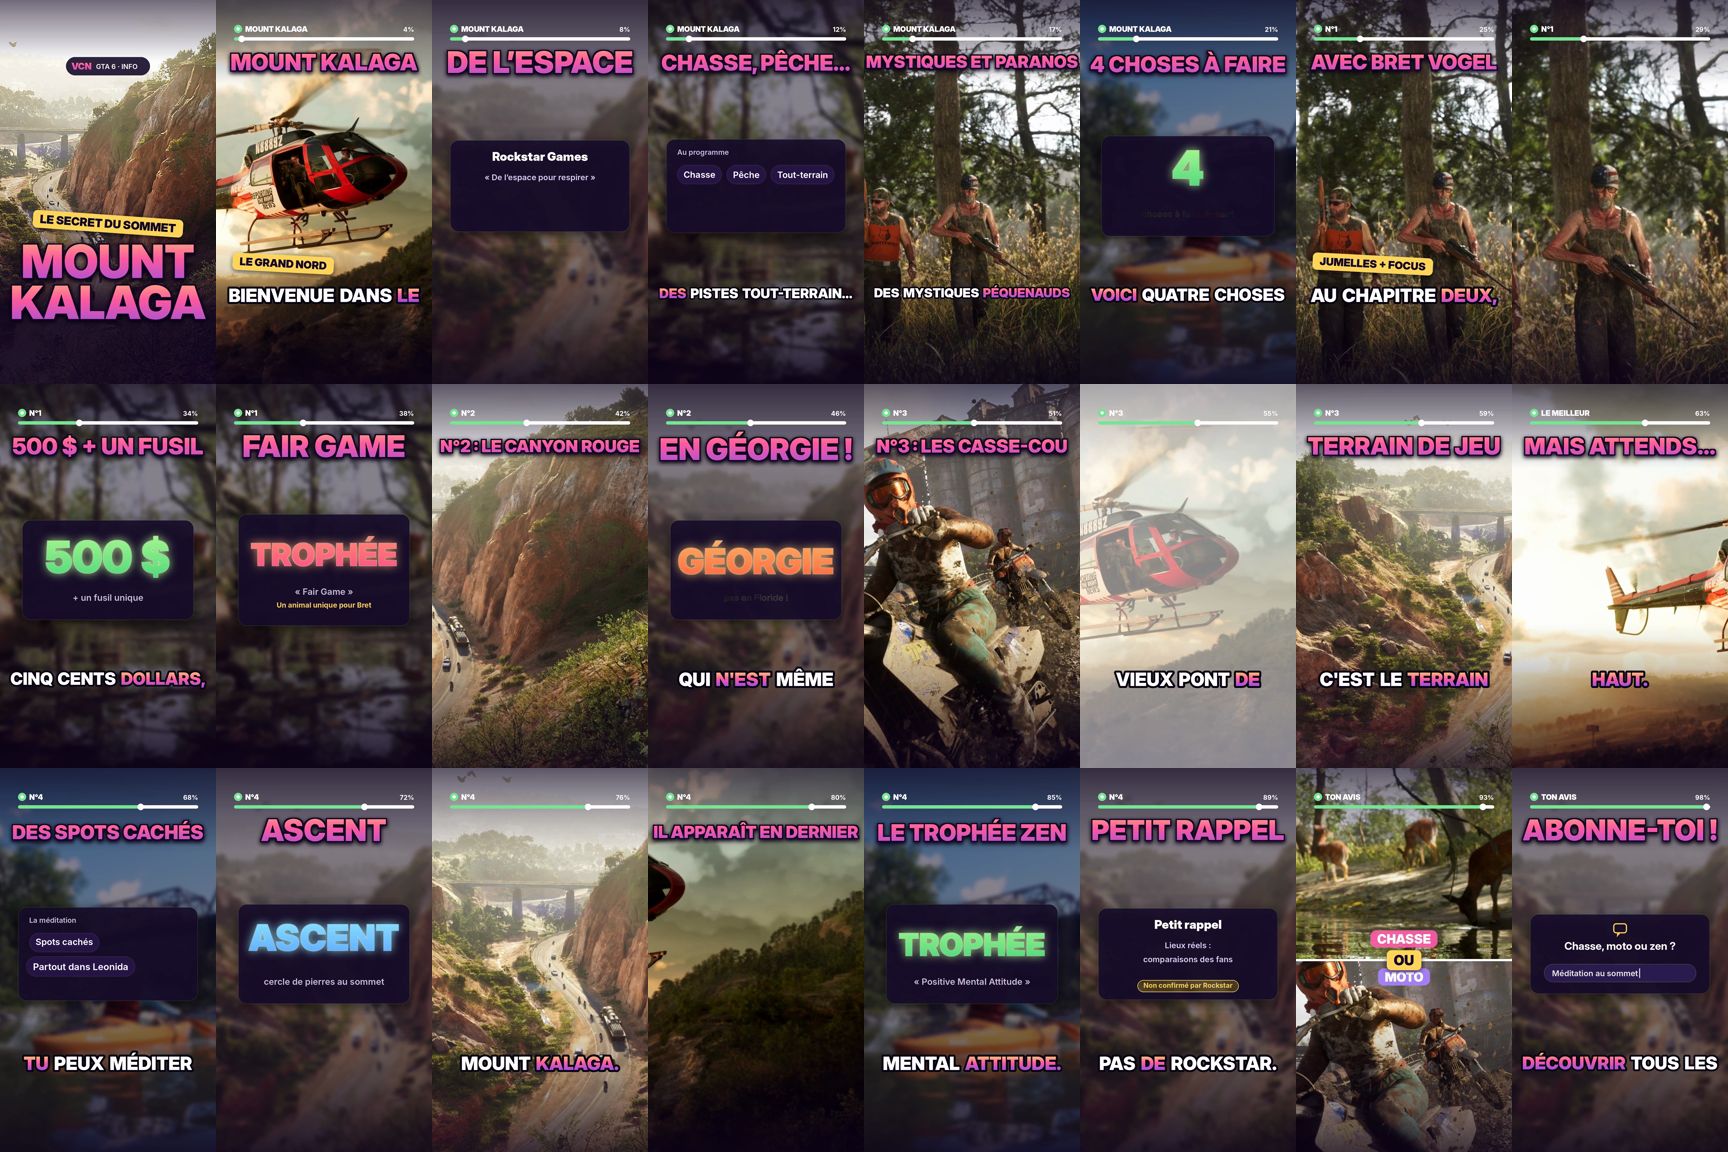 VCN GTA 6 · INFO
LE SECRET DU SOMMET
MOUNT
KALAGA
MOUNT KALAGA 4%
MOUNT KALAGA
N8889Z
LE GRAND NORD
BIENVENUE DANS LE
MOUNT KALAGA 8%
DE L'ESPACE
Rockstar Games
« De l'espace pour respirer »
MOUNT KALAGA 12%
CHASSE, PÊCHE...
Au programme
Chasse Pêche Tout-terrain
DES PISTES TOUT-TERRAIN...
MOUNT KALAGA 17%
MYSTIQUES ET PARANOS
DES MYSTIQUES PÉQUENAUDS
MOUNT KALAGA 21%
4 CHOSES À FAIRE
4
VOICI QUATRE CHOSES
N°1 25%
AVEC BRET VOGEL
JUMELLES + FOCUS
AU CHAPITRE DEUX,
N°1 29%
N°1 34%
500 $ + UN FUSIL
500 $
+ un fusil unique
CINQ CENTS DOLLARS,
N°1 38%
FAIR GAME
TROPHÉE
« Fair Game »
Un animal unique pour Bret
N°2 42%
N°2 : LE CANYON ROUGE
N°2 46%
EN GÉORGIE !
GÉORGIE
pas en Floride !
QUI N'EST MÊME
N°3 51%
N°3 : LES CASSE-COU
N°3 55%
VIEUX PONT DE
N°3 59%
TERRAIN DE JEU
C'EST LE TERRAIN
LE MEILLEUR 63%
MAIS ATTENDS...
HAUT.
N°4 68%
DES SPOTS CACHÉS
La méditation
Spots cachés
Partout dans Leonida
TU PEUX MÉDITER
N°4 72%
ASCENT
ASCENT
cercle de pierres au sommet
N°4 76%
MOUNT KALAGA.
N°4 80%
IL APPARAÎT EN DERNIER
N°4 85%
LE TROPHÉE ZEN
TROPHÉE
« Positive Mental Attitude »
MENTAL ATTITUDE.
N°4 89%
PETIT RAPPEL
Petit rappel
Lieux réels :
comparaisons des fans
Non confirmé par Rockstar
PAS DE ROCKSTAR.
TON AVIS 93%
CHASSE
OU
MOTO
TON AVIS 98%
ABONNE-TOI !
Chasse, moto ou zen ?
Méditation au sommet
DÉCOUVRIR TOUS LES